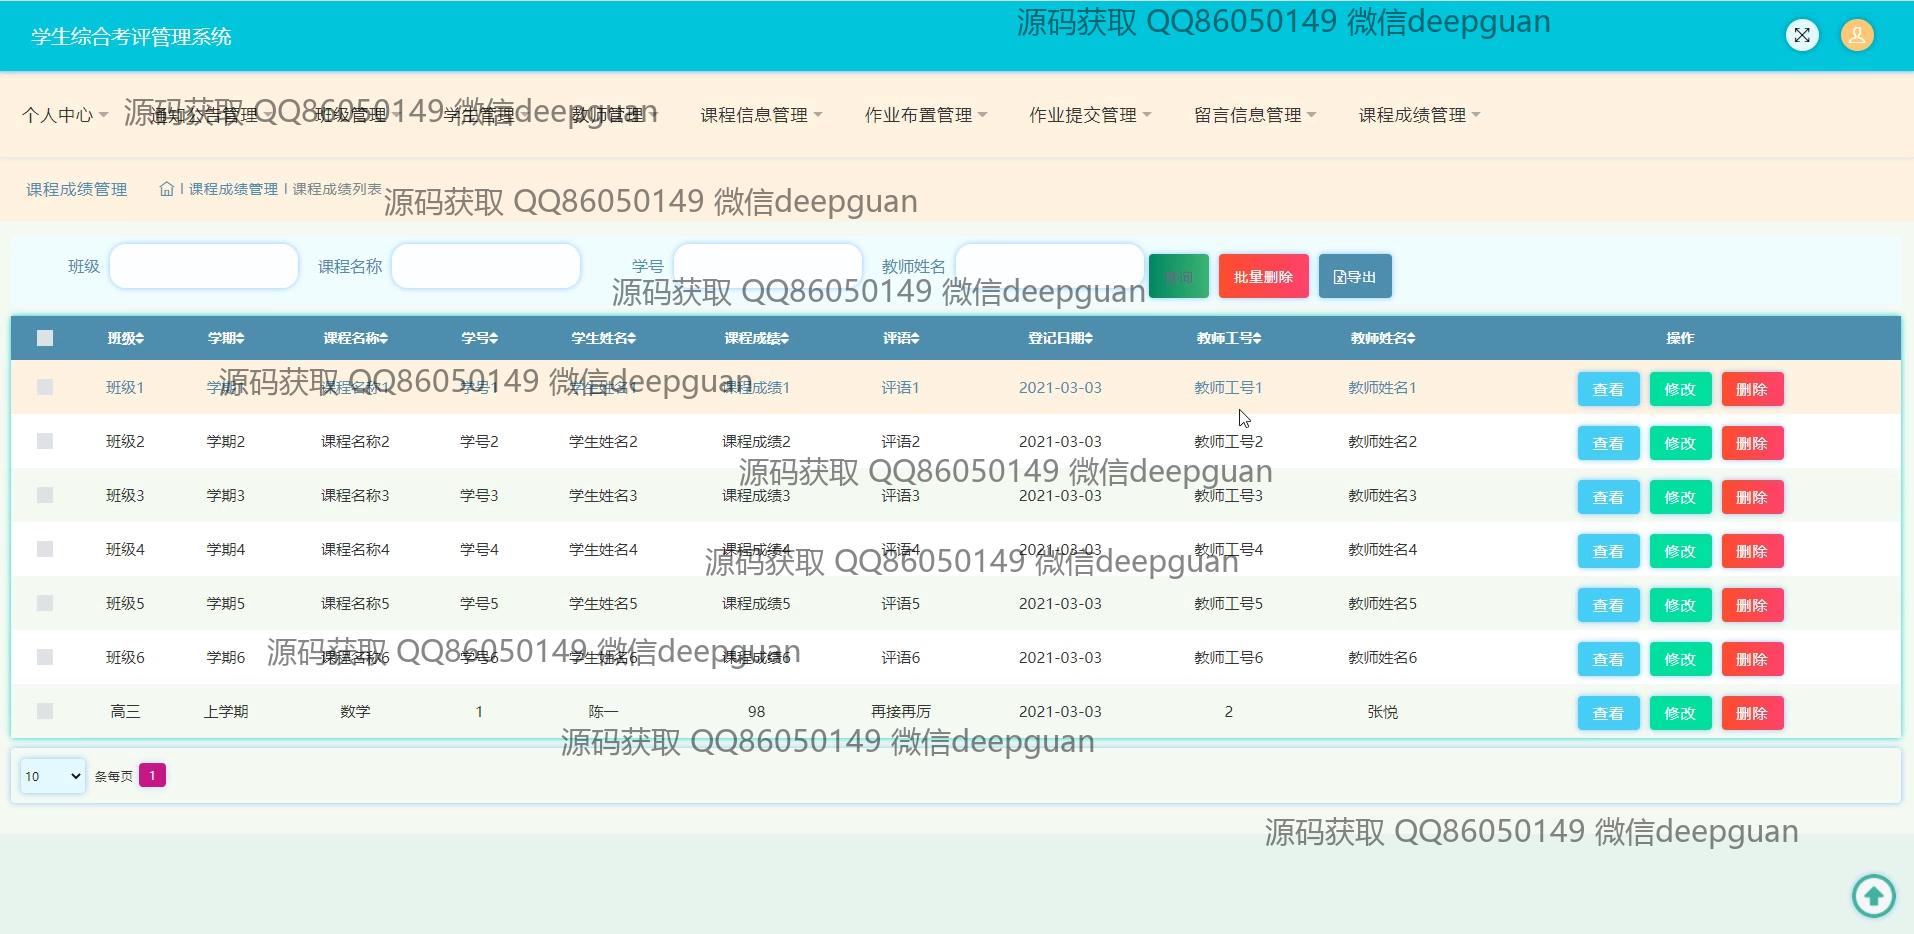 源码获取 QQ86050149 微信deepguan
学生综合考评管理系统
源码获取 QQ86050149 微信deepguan
个人中心 通知公告管理 班级管理 学生管理 教师管理 课程信息管理 作业布置管理 作业提交管理 留言信息管理 课程成绩管理
课程成绩管理 课程成绩管理 课程成绩列表
源码获取 QQ86050149 微信deepguan
班级 课程名称 学号 教师姓名 查询 批量删除 导出
源码获取 QQ86050149 微信deepguan
班级 学期 课程名称 学号 学生姓名 课程成绩 评语 登记日期 教师工号 教师姓名 操作
源码获取 QQ86050149 微信deepguan
班级1 学期1 课程名称1 学号1 学生姓名1 课程成绩1 评语1 2021-03-03 教师工号1 教师姓名1 查看 修改 删除
班级2 学期2 课程名称2 学号2 学生姓名2 课程成绩2 评语2 2021-03-03 教师工号2 教师姓名2 查看 修改 删除
源码获取 QQ86050149 微信deepguan
班级3 学期3 课程名称3 学号3 学生姓名3 课程成绩3 评语3 2021-03-03 教师工号3 教师姓名3 查看 修改 删除
班级4 学期4 课程名称4 学号4 学生姓名4 课程成绩4 评语4 2021-03-03 教师工号4 教师姓名4 查看 修改 删除
源码获取 QQ86050149 微信deepguan
班级5 学期5 课程名称5 学号5 学生姓名5 课程成绩5 评语5 2021-03-03 教师工号5 教师姓名5 查看 修改 删除
源码获取 QQ86050149 微信deepguan
班级6 学期6 课程名称6 学号6 学生姓名6 课程成绩6 评语6 2021-03-03 教师工号6 教师姓名6 查看 修改 删除
高三 上学期 数学 1 陈一 98 再接再厉 2021-03-03 2 张悦 查看 修改 删除
源码获取 QQ86050149 微信deepguan
10 条每页 1
源码获取 QQ86050149 微信deepguan